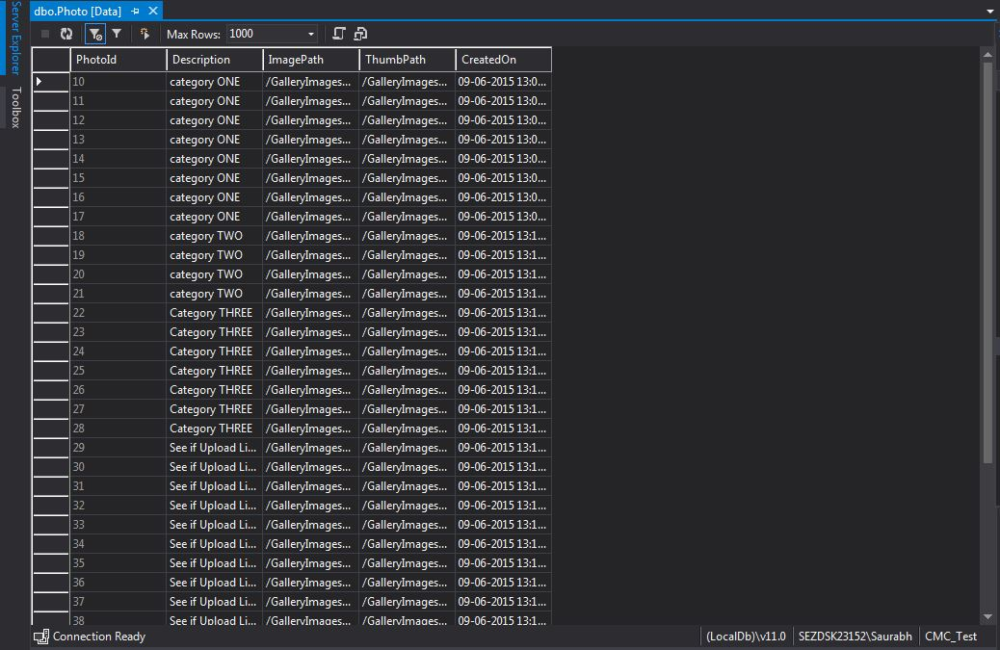 Server Explorer
Toolbox
dbo.Photo [Data]
Max Rows: 1000
PhotoId Description ImagePath ThumbPath CreatedOn
10 category ONE /GalleryImages... /GalleryImages... 09-06-2015 13:0...
11 category ONE /GalleryImages... /GalleryImages... 09-06-2015 13:0...
12 category ONE /GalleryImages... /GalleryImages... 09-06-2015 13:0...
13 category ONE /GalleryImages... /GalleryImages... 09-06-2015 13:0...
14 category ONE /GalleryImages... /GalleryImages... 09-06-2015 13:0...
15 category ONE /GalleryImages... /GalleryImages... 09-06-2015 13:0...
16 category ONE /GalleryImages... /GalleryImages... 09-06-2015 13:0...
17 category ONE /GalleryImages... /GalleryImages... 09-06-2015 13:0...
18 category TWO /GalleryImages... /GalleryImages... 09-06-2015 13:1...
19 category TWO /GalleryImages... /GalleryImages... 09-06-2015 13:1...
20 category TWO /GalleryImages... /GalleryImages... 09-06-2015 13:1...
21 category TWO /GalleryImages... /GalleryImages... 09-06-2015 13:1...
22 Category THREE /GalleryImages... /GalleryImages... 09-06-2015 13:1...
23 Category THREE /GalleryImages... /GalleryImages... 09-06-2015 13:1...
24 Category THREE /GalleryImages... /GalleryImages... 09-06-2015 13:1...
25 Category THREE /GalleryImages... /GalleryImages... 09-06-2015 13:1...
26 Category THREE /GalleryImages... /GalleryImages... 09-06-2015 13:1...
27 Category THREE /GalleryImages... /GalleryImages... 09-06-2015 13:1...
28 Category THREE /GalleryImages... /GalleryImages... 09-06-2015 13:1...
29 See if Upload Li... /GalleryImages... /GalleryImages... 09-06-2015 13:1...
30 See if Upload Li... /GalleryImages... /GalleryImages... 09-06-2015 13:1...
31 See if Upload Li... /GalleryImages... /GalleryImages... 09-06-2015 13:1...
32 See if Upload Li... /GalleryImages... /GalleryImages... 09-06-2015 13:1...
33 See if Upload Li... /GalleryImages... /GalleryImages... 09-06-2015 13:1...
34 See if Upload Li... /GalleryImages... /GalleryImages... 09-06-2015 13:1...
35 See if Upload Li... /GalleryImages... /GalleryImages... 09-06-2015 13:1...
36 See if Upload Li... /GalleryImages... /GalleryImages... 09-06-2015 13:1...
37 See if Upload Li... /GalleryImages... /GalleryImages... 09-06-2015 13:1...
38 See if Upload Li... /GalleryImages... /GalleryImages... 09-06-2015 13:1...
Connection Ready (LocalDb)\v11.0 SEZDSK23152\Saurabh CMC_Test